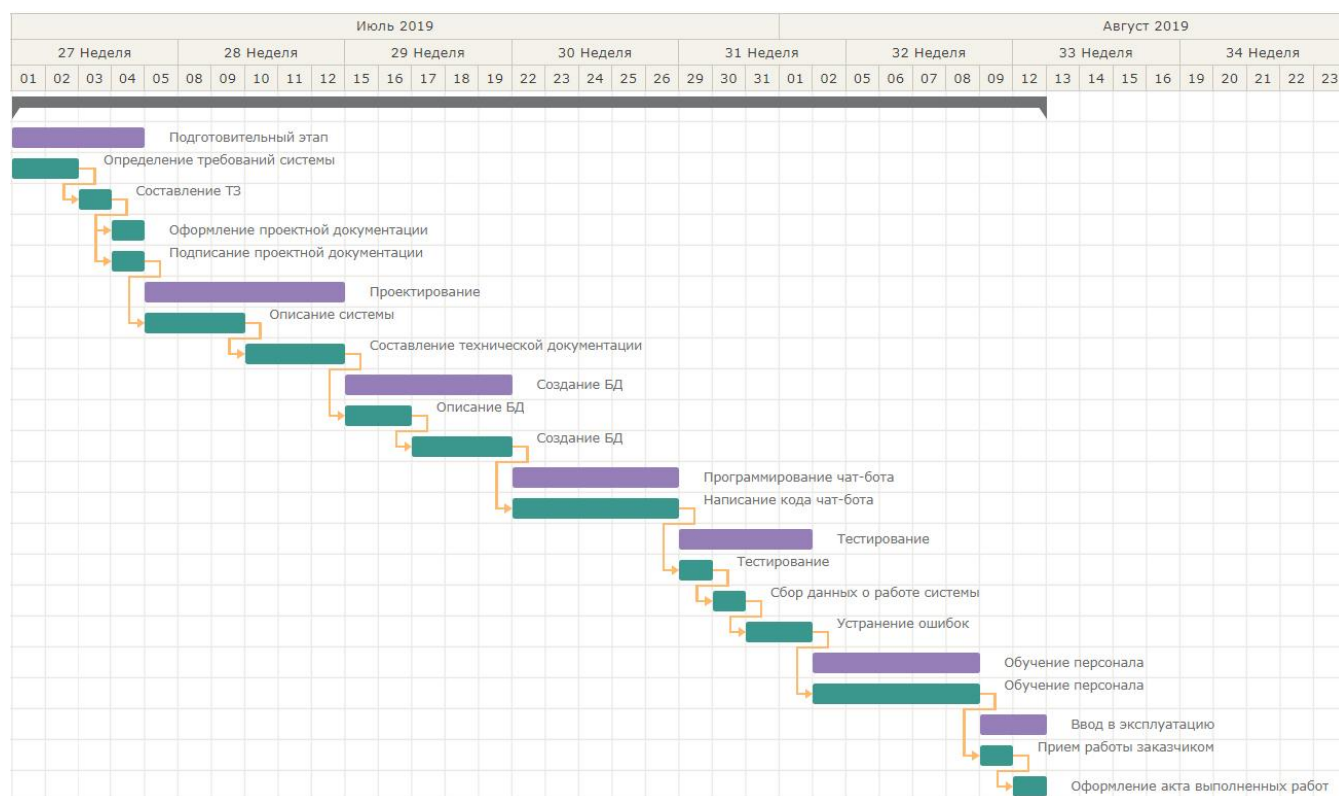 Июль 2019 Август 2019
27 Неделя 28 Неделя 29 Неделя 30 Неделя 31 Неделя 32 Неделя 33 Неделя 34 Неделя
01 02 03 04 05 08 09 10 11 12 15 16 17 18 19 22 23 24 25 26 29 30 31 01 02 05 06 07 08 09 12 13 14 15 16 19 20 21 22 23
Подготовительный этап
Определение требований системы
Составление ТЗ
Оформление проектной документации
Подписание проектной документации
Проектирование
Описание системы
Составление технической документации
Создание БД
Описание БД
Создание БД
Программирование чат-бота
Написание кода чат-бота
Тестирование
Тестирование
Сбор данных о работе системы
Устранение ошибок
Обучение персонала
Обучение персонала
Ввод в эксплуатацию
Прием работы заказчиком
Оформление акта выполненных работ